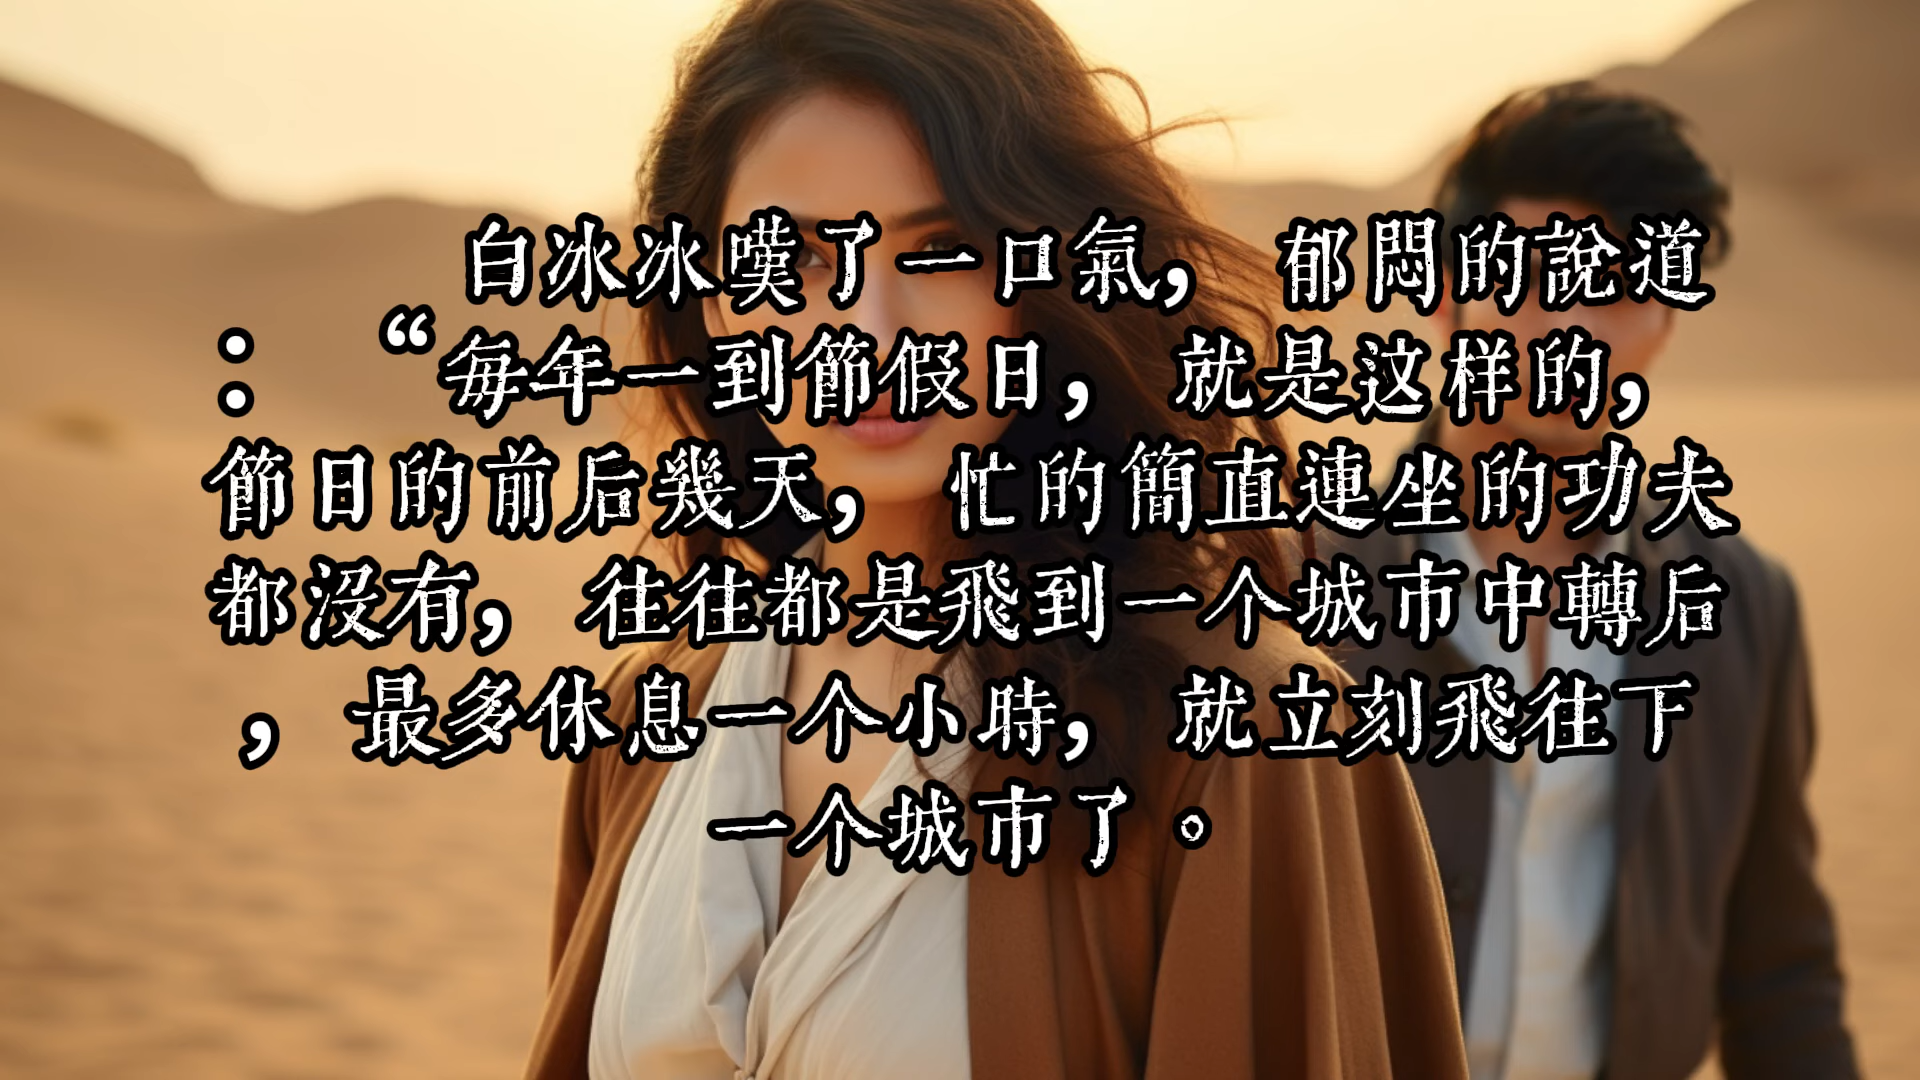 白冰冰嘆了一口氣，郁悶的說道
：“每年一到節假日，就是这样的，
節日的前后幾天，忙的簡直連坐的功夫
都沒有，往往都是飛到一个城市中轉后
，最多休息一个小時，就立刻飛往下
一个城市了。